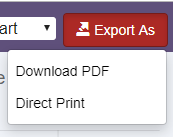 art
Export As
e
Download PDF
Direct Print